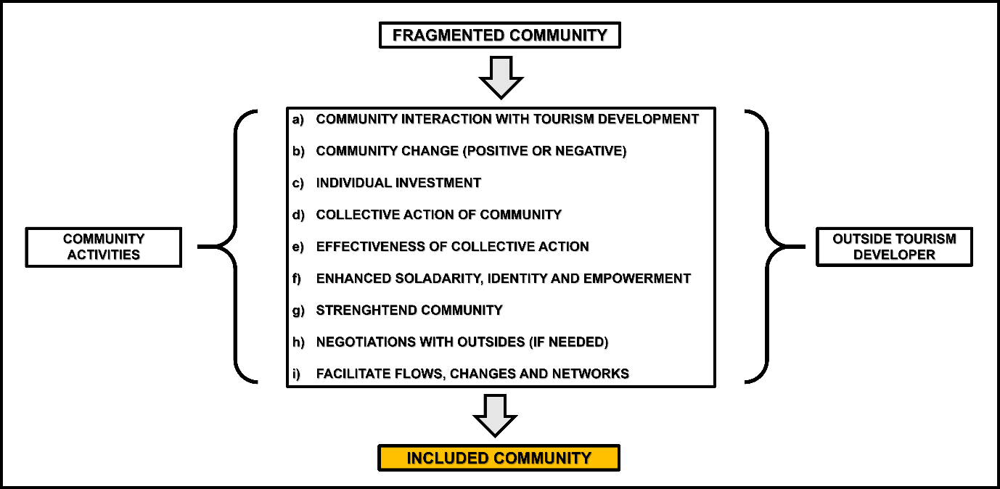 FRAGMENTED COMMUNITY
a) COMMUNITY INTERACTION WITH TOURISM DEVELOPMENT
b) COMMUNITY CHANGE (POSITIVE OR NEGATIVE)
c) INDIVIDUAL INVESTMENT
d) COLLECTIVE ACTION OF COMMUNITY
e) EFFECTIVENESS OF COLLECTIVE ACTION
f) ENHANCED SOLADARITY, IDENTITY AND EMPOWERMENT
g) STRENGHTEND COMMUNITY
h) NEGOTIATIONS WITH OUTSIDES (IF NEEDED)
i) FACILITATE FLOWS, CHANGES AND NETWORKS
COMMUNITY
ACTIVITIES
OUTSIDE TOURISM
DEVELOPER
INCLUDED COMMUNITY